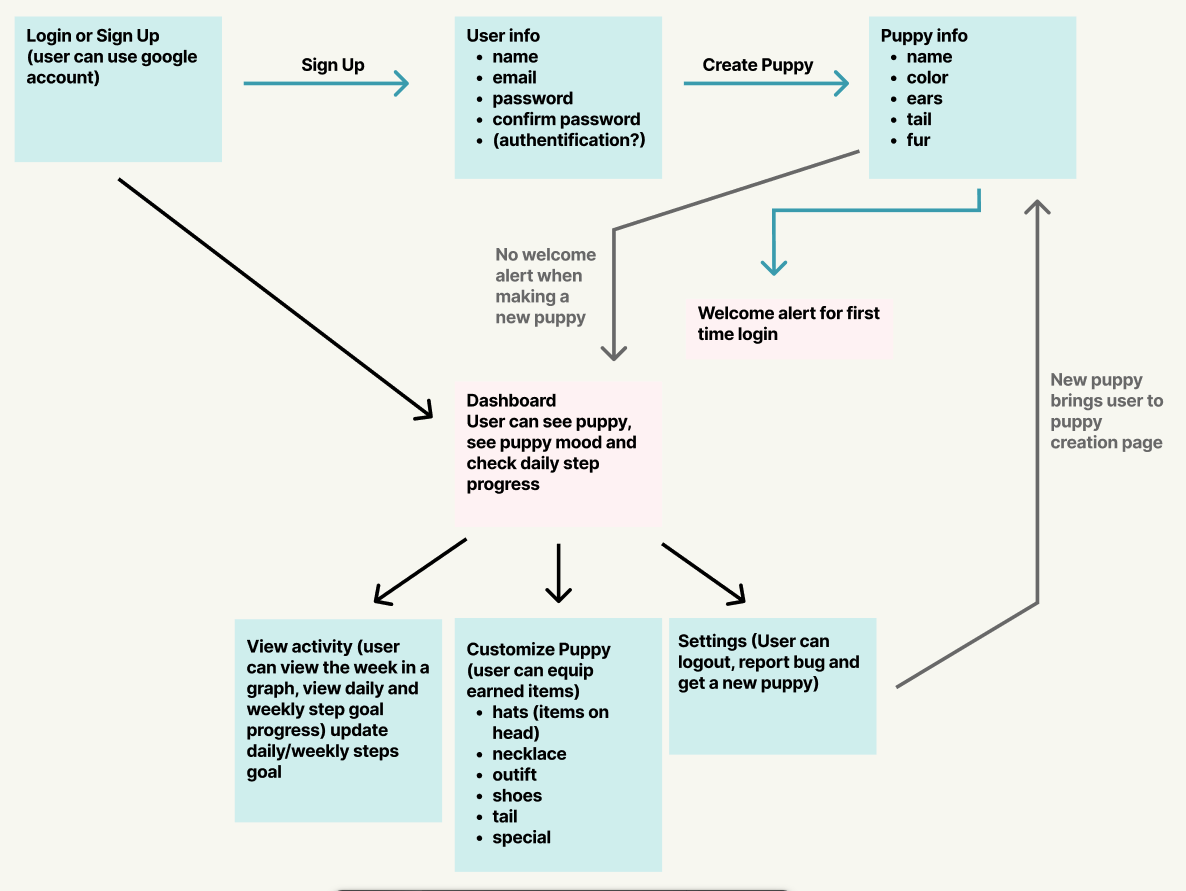 Login or Sign Up
(user can use google
account)
Sign Up
User info
• name
• email
• password
• confirm password
• (authentification?)
Create Puppy
Puppy info
• name
• color
• ears
• tail
• fur
No welcome
alert when
making a
new puppy
Welcome alert for first
time login
New puppy
brings user to
puppy
creation page
Dashboard
User can see puppy,
see puppy mood and
check daily step
progress
View activity (user
can view the week in a
graph, view daily and
weekly step goal
progress) update
daily/weekly steps
goal
Customize Puppy
(user can equip
earned items)
• hats (items on
head)
• necklace
• outift
• shoes
• tail
• special
Settings (User can
logout, report bug and
get a new puppy)